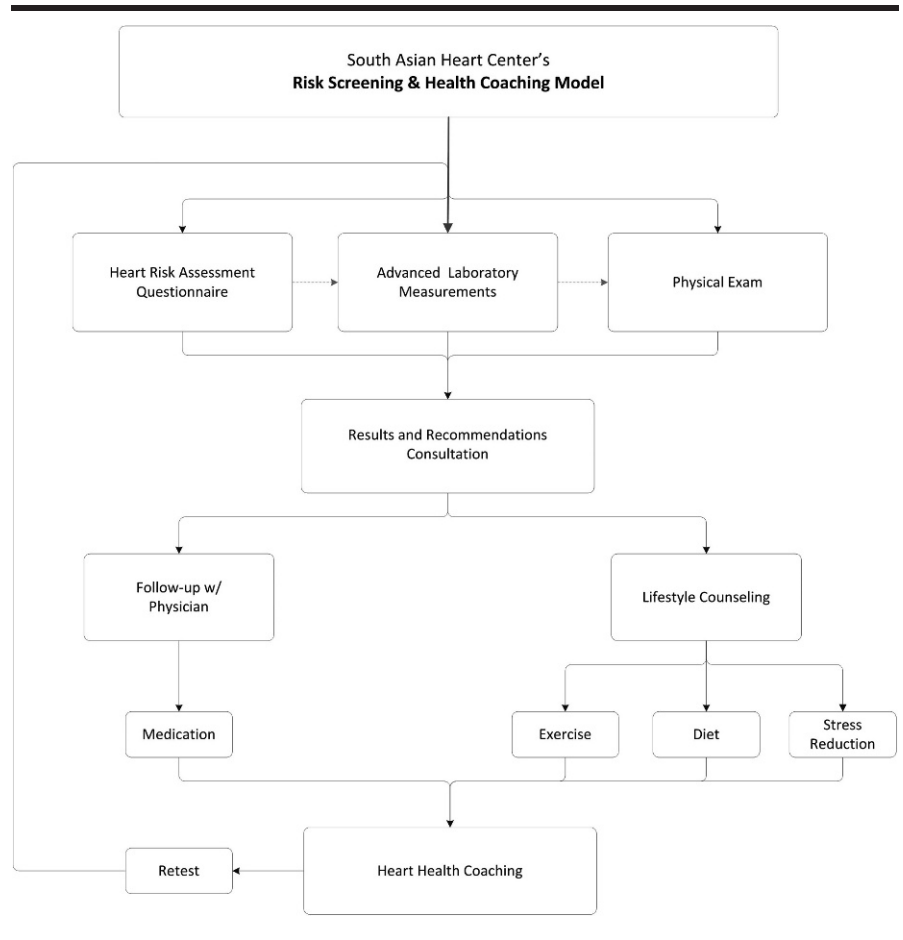 South Asian Heart Center’s
Risk Screening & Health Coaching Model
Heart Risk Assessment
Questionnaire
Advanced Laboratory
Measurements
Physical Exam
Results and Recommendations
Consultation
Follow-up w/
Physician
Lifestyle Counseling
Medication
Exercise
Diet
Stress
Reduction
Retest
Heart Health Coaching